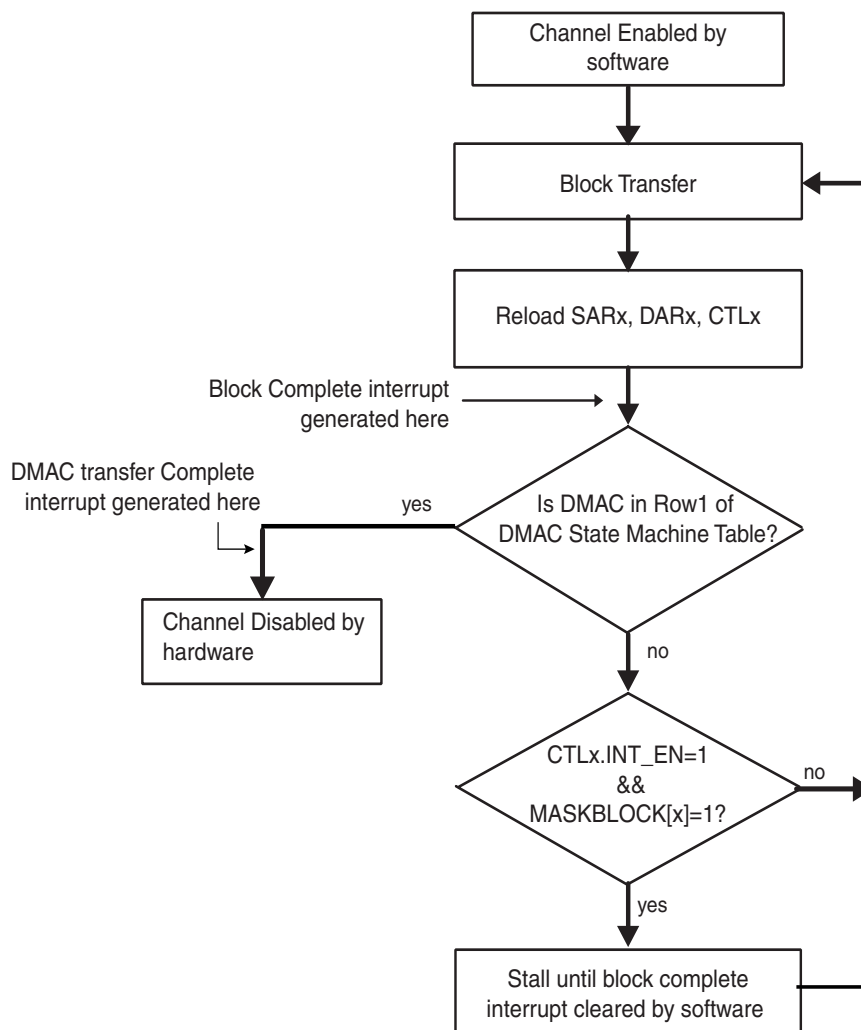 Channel Enabled by
software
Block Transfer
Reload SARx, DARx, CTLx
Block Complete interrupt
generated here
DMAC transfer Complete
interrupt generated here
yes
Is DMAC in Row1 of
DMAC State Machine Table?
Channel Disabled by
hardware
no
CTLx.INT_EN=1
&&
MASKBLOCK[x]=1?
no
yes
Stall until block complete
interrupt cleared by software